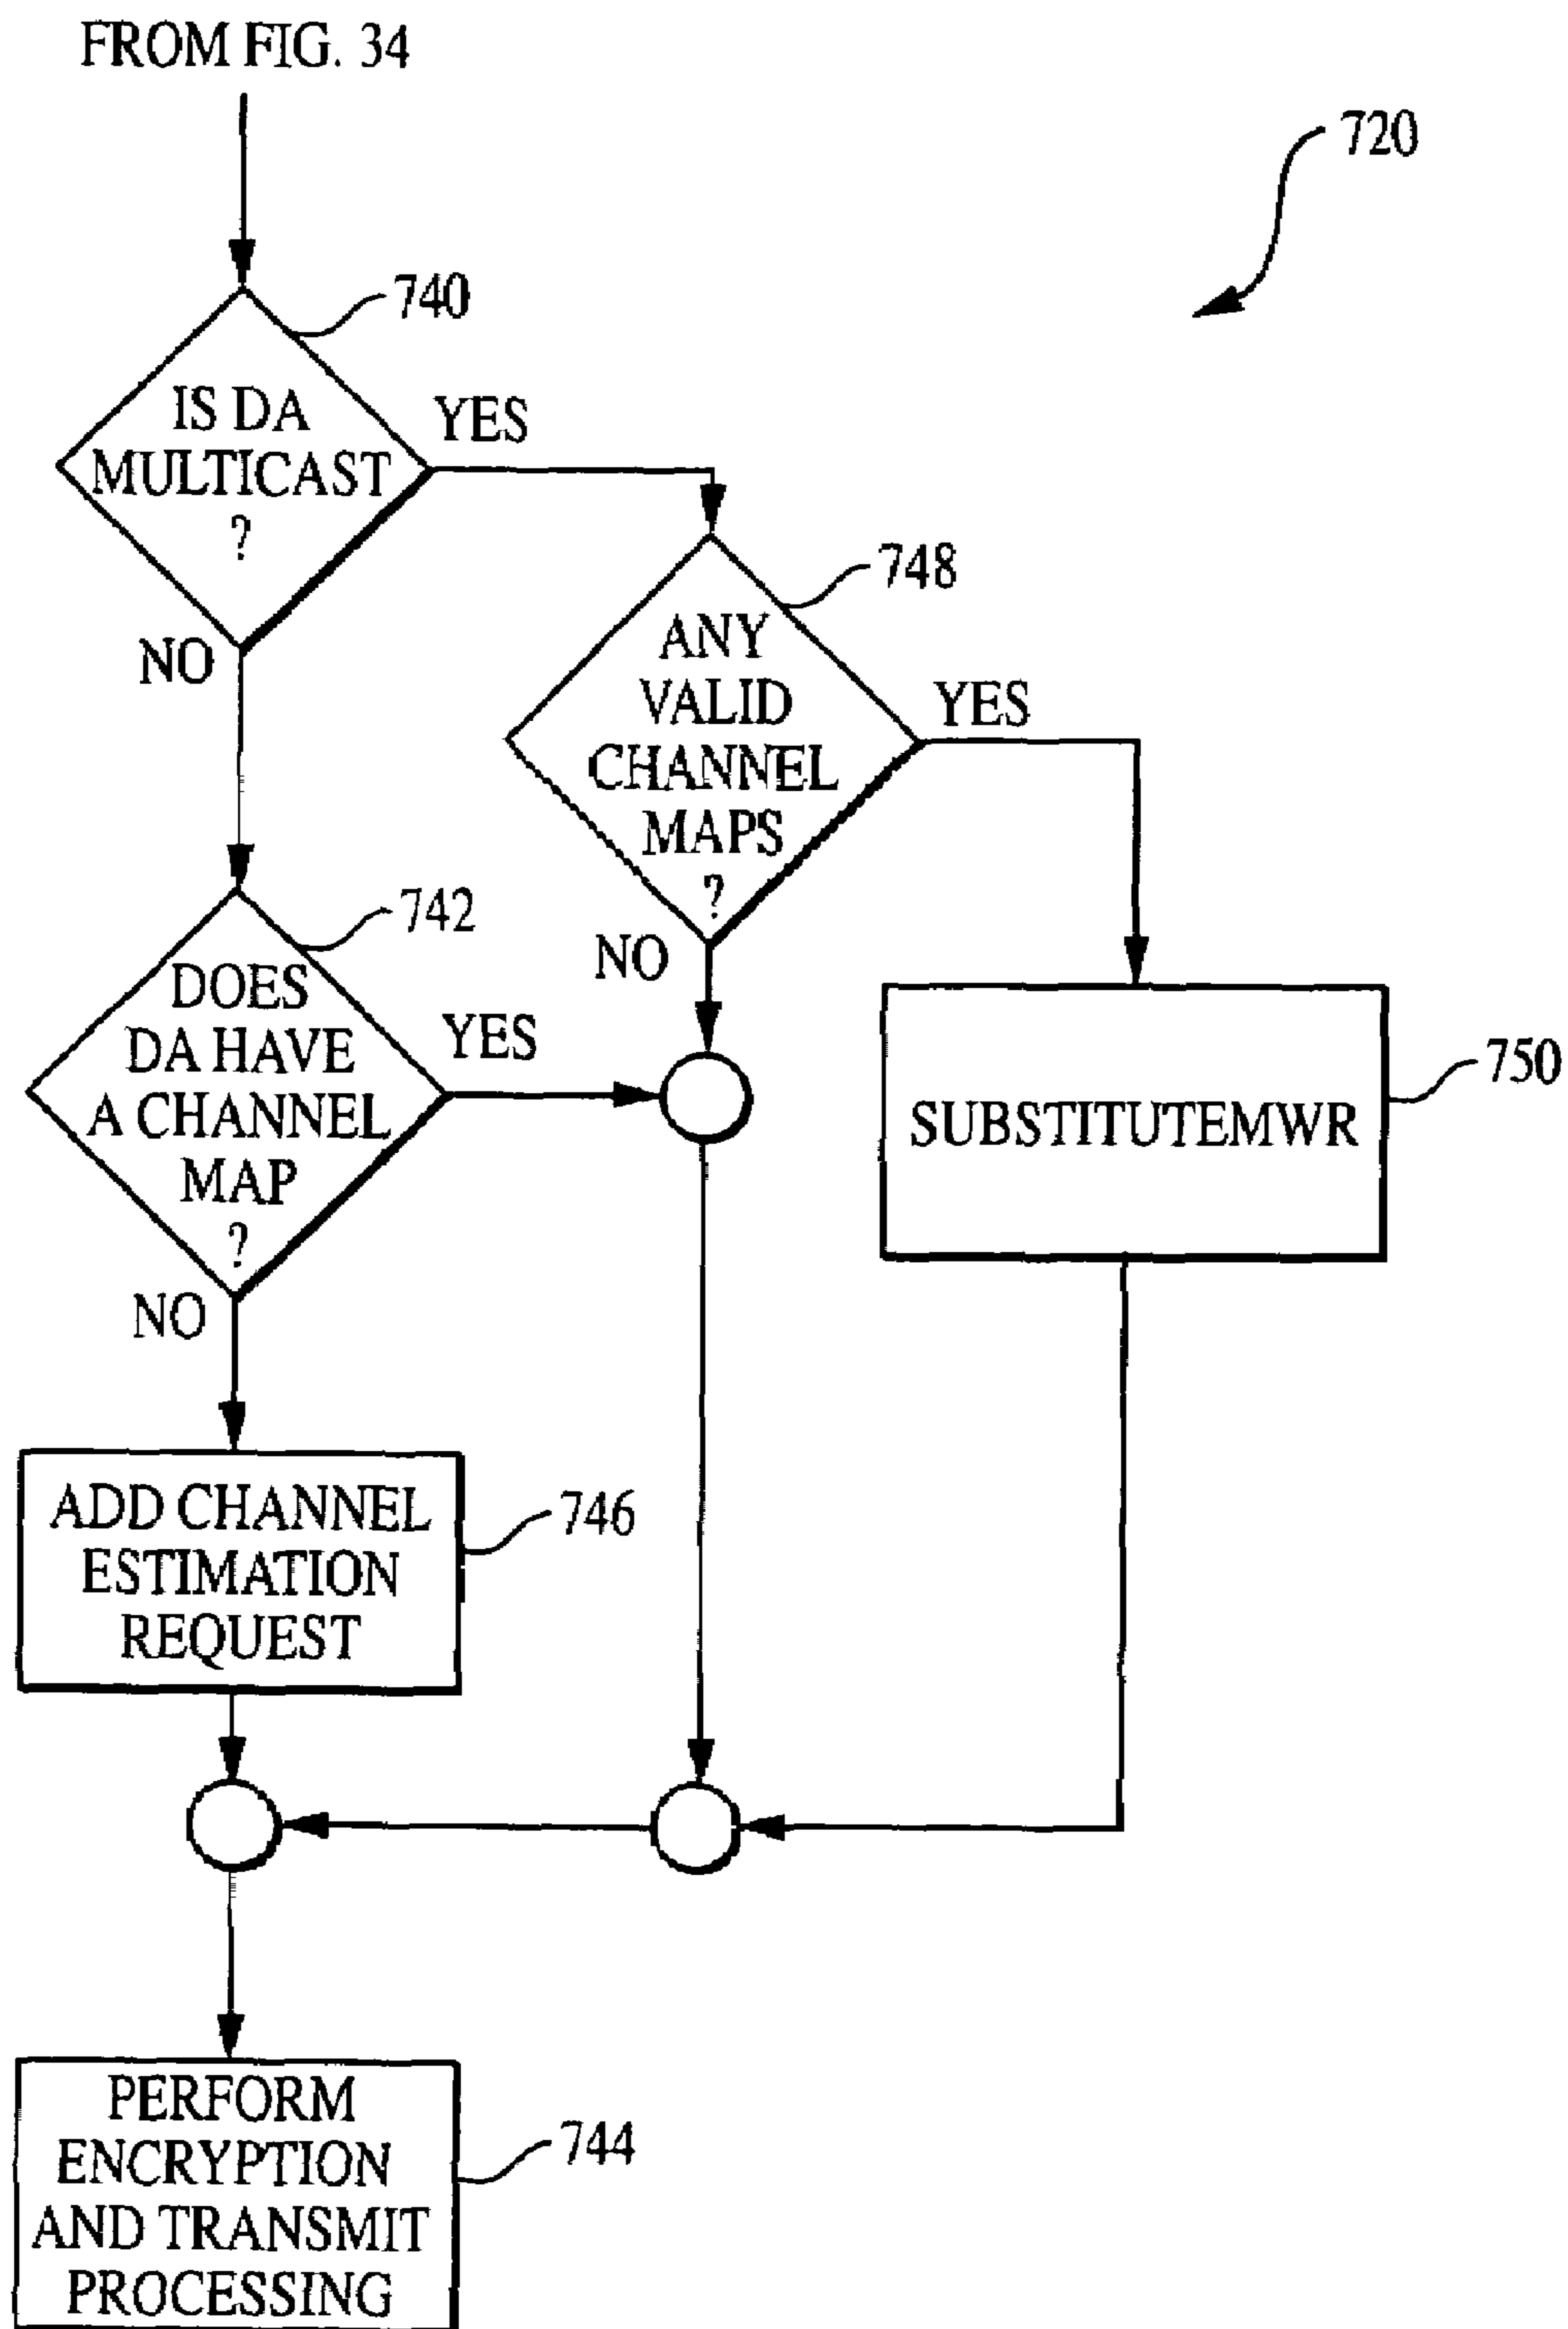 FROM FIG. 34
720
740
IS DA
MULTICAST
?
YES
NO
748
ANY
VALID
CHANNEL
MAPS
?
YES
NO
742
DOES
DA HAVE
A CHANNEL
MAP
?
YES
NO
750
SUBSTITUTEMWR
746
ADD CHANNEL
ESTIMATION
REQUEST
744
PERFORM
ENCRYPTION
AND TRANSMIT
PROCESSING